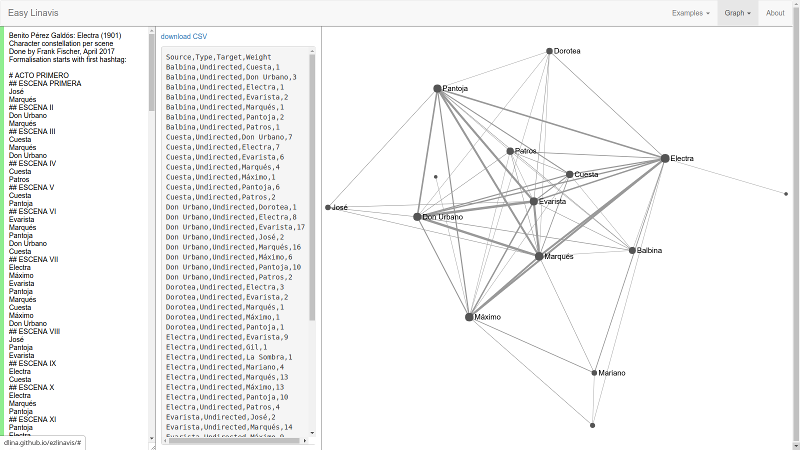 Easy Linavis
Examples
Graph
About
Benito Pérez Galdós: Electra (1901)
Character constellation per scene
Done by Frank Fischer, April 2017
Formalisation starts with first hashtag:
# ACTO PRIMERO
## ESCENA PRIMERA
José
Marqués
## ESCENA II
Don Urbano
Marqués
## ESCENA III
Cuesta
Marqués
Don Urbano
## ESCENA IV
Cuesta
Patros
## ESCENA V
Cuesta
Pantoja
## ESCENA VI
Evarista
Marqués
Pantoja
Don Urbano
Cuesta
## ESCENA VII
Electra
Máximo
Evarista
Pantoja
Marqués
Cuesta
Máximo
Don Urbano
## ESCENA VIII
José
Pantoja
Evarista
## ESCENA IX
Electra
Cuesta
## ESCENA X
Electra
Marqués
Pantoja
## ESCENA XI
Pantoja
Electra
dlina.github.io/ezlinavis/#
download CSV
Source,Type,Target,Weight
Balbina,Undirected,Cuesta,1
Balbina,Undirected,Don Urbano,3
Balbina,Undirected,Electra,1
Balbina,Undirected,Evarista,2
Balbina,Undirected,Marqués,1
Balbina,Undirected,Pantoja,2
Balbina,Undirected,Patros,1
Cuesta,Undirected,Don Urbano,7
Cuesta,Undirected,Electra,7
Cuesta,Undirected,Evarista,6
Cuesta,Undirected,Marqués,4
Cuesta,Undirected,Máximo,1
Cuesta,Undirected,Pantoja,6
Cuesta,Undirected,Patros,2
Don Urbano,Undirected,Dorotea,1
Don Urbano,Undirected,Electra,8
Don Urbano,Undirected,Evarista,17
Don Urbano,Undirected,José,2
Don Urbano,Undirected,Marqués,16
Don Urbano,Undirected,Máximo,6
Don Urbano,Undirected,Pantoja,10
Don Urbano,Undirected,Patros,2
Dorotea,Undirected,Electra,3
Dorotea,Undirected,Evarista,2
Dorotea,Undirected,Marqués,1
Dorotea,Undirected,Máximo,1
Dorotea,Undirected,Pantoja,1
Electra,Undirected,Evarista,9
Electra,Undirected,Gil,1
Electra,Undirected,La Sombra,1
Electra,Undirected,Mariano,4
Electra,Undirected,Marqués,13
Electra,Undirected,Máximo,13
Electra,Undirected,Pantoja,10
Electra,Undirected,Patros,4
Evarista,Undirected,José,2
Evarista,Undirected,Marqués,14
Evarista,Undirected,Máximo,9
Dorotea
Pantoja
Patros
Electra
Cuesta
José
Evarista
Don Urbano
Balbina
Marqués
Máximo
Mariano